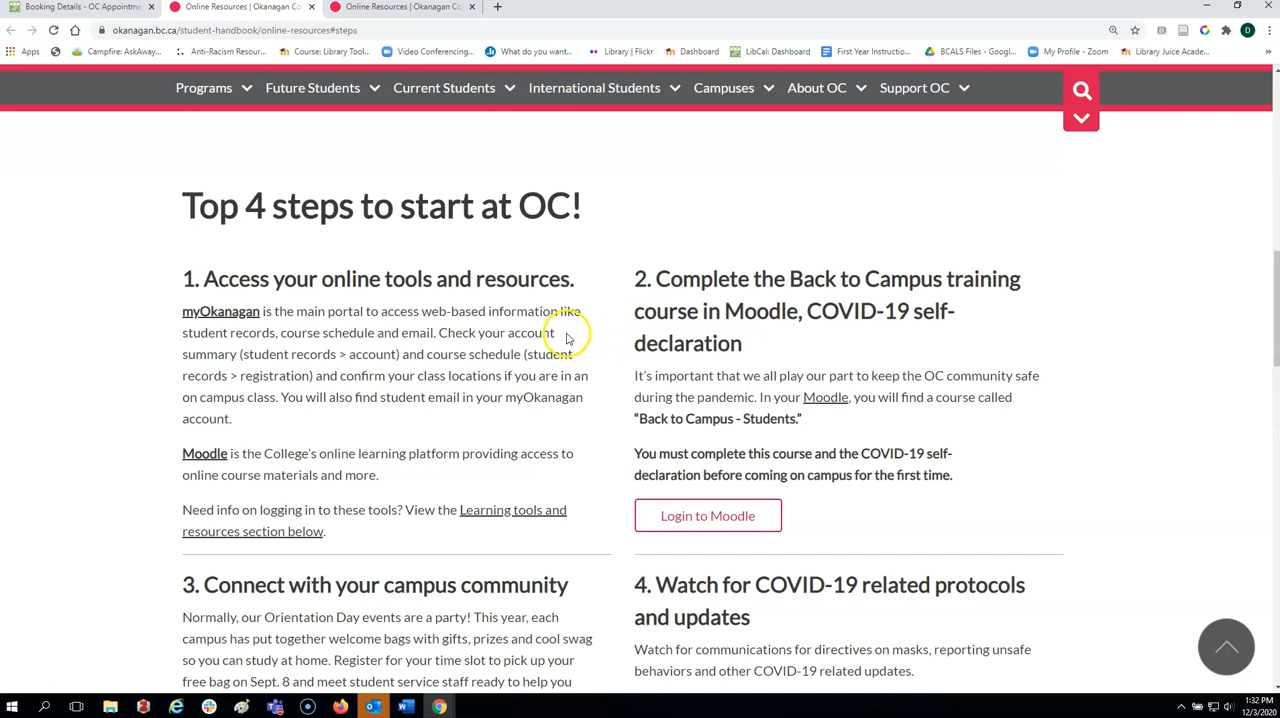 Booking Details - OC Appointme
Online Resources | Okanagan Co
Online Resources | Okanagan Co
okanagan.bc.ca/student-handbook/online-resources#steps
D
Apps
Campfire: AskAway...
Anti-Racism Resour...
Course: Library Tool...
Video Conferencing...
What do you want...
Library | Flickr
Dashboard
LibCal: Dashboard
First Year Instructio...
BCALS Files - Googl...
My Profile - Zoom
Library Juice Acade...
Programs
Future Students
Current Students
International Students
Campuses
About OC
Support OC
Top 4 steps to start at OC!
1. Access your online tools and resources.
myOkanagan is the main portal to access web-based information like
student records, course schedule and email. Check your account
summary (student records > account) and course schedule (student
records > registration) and confirm your class locations if you are in an
on campus class. You will also find student email in your myOkanagan
account.
Moodle is the College's online learning platform providing access to
online course materials and more.
Need info on logging in to these tools? View the Learning tools and
resources section below.
2. Complete the Back to Campus training
course in Moodle, COVID-19 self-
declaration
It's important that we all play our part to keep the OC community safe
during the pandemic. In your Moodle, you will find a course called
“Back to Campus - Students.”
You must complete this course and the COVID-19 self-
declaration before coming on campus for the first time.
Login to Moodle
3. Connect with your campus community
Normally, our Orientation Day events are a party! This year, each
campus has put together welcome bags with gifts, prizes and cool swag
so you can study at home. Register for your time slot to pick up your
free bag on Sept. 8 and meet student service staff ready to help you
4. Watch for COVID-19 related protocols
and updates
Watch for communications for directives on masks, reporting unsafe
behaviors and other COVID-19 related updates.
1:32 PM
12/3/2020